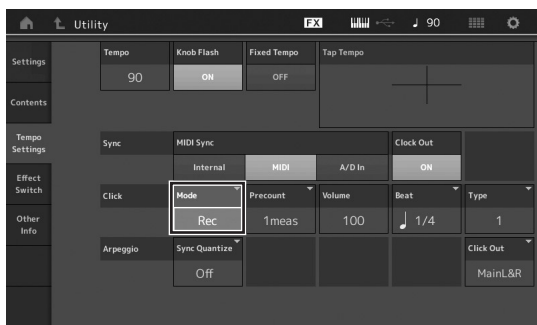 Utility FX 90
Settings
Tempo Knob Flash Fixed Tempo Tap Tempo
90 ON OFF
Contents
Tempo Settings
Sync MIDI Sync Clock Out
Internal MIDI A/D In ON
Effect Switch
Click Mode Precount Volume Beat Type
Rec 1meas 100 1/4 1
Other Info
Arpeggio Sync Quantize Click Out
Off MainL&R